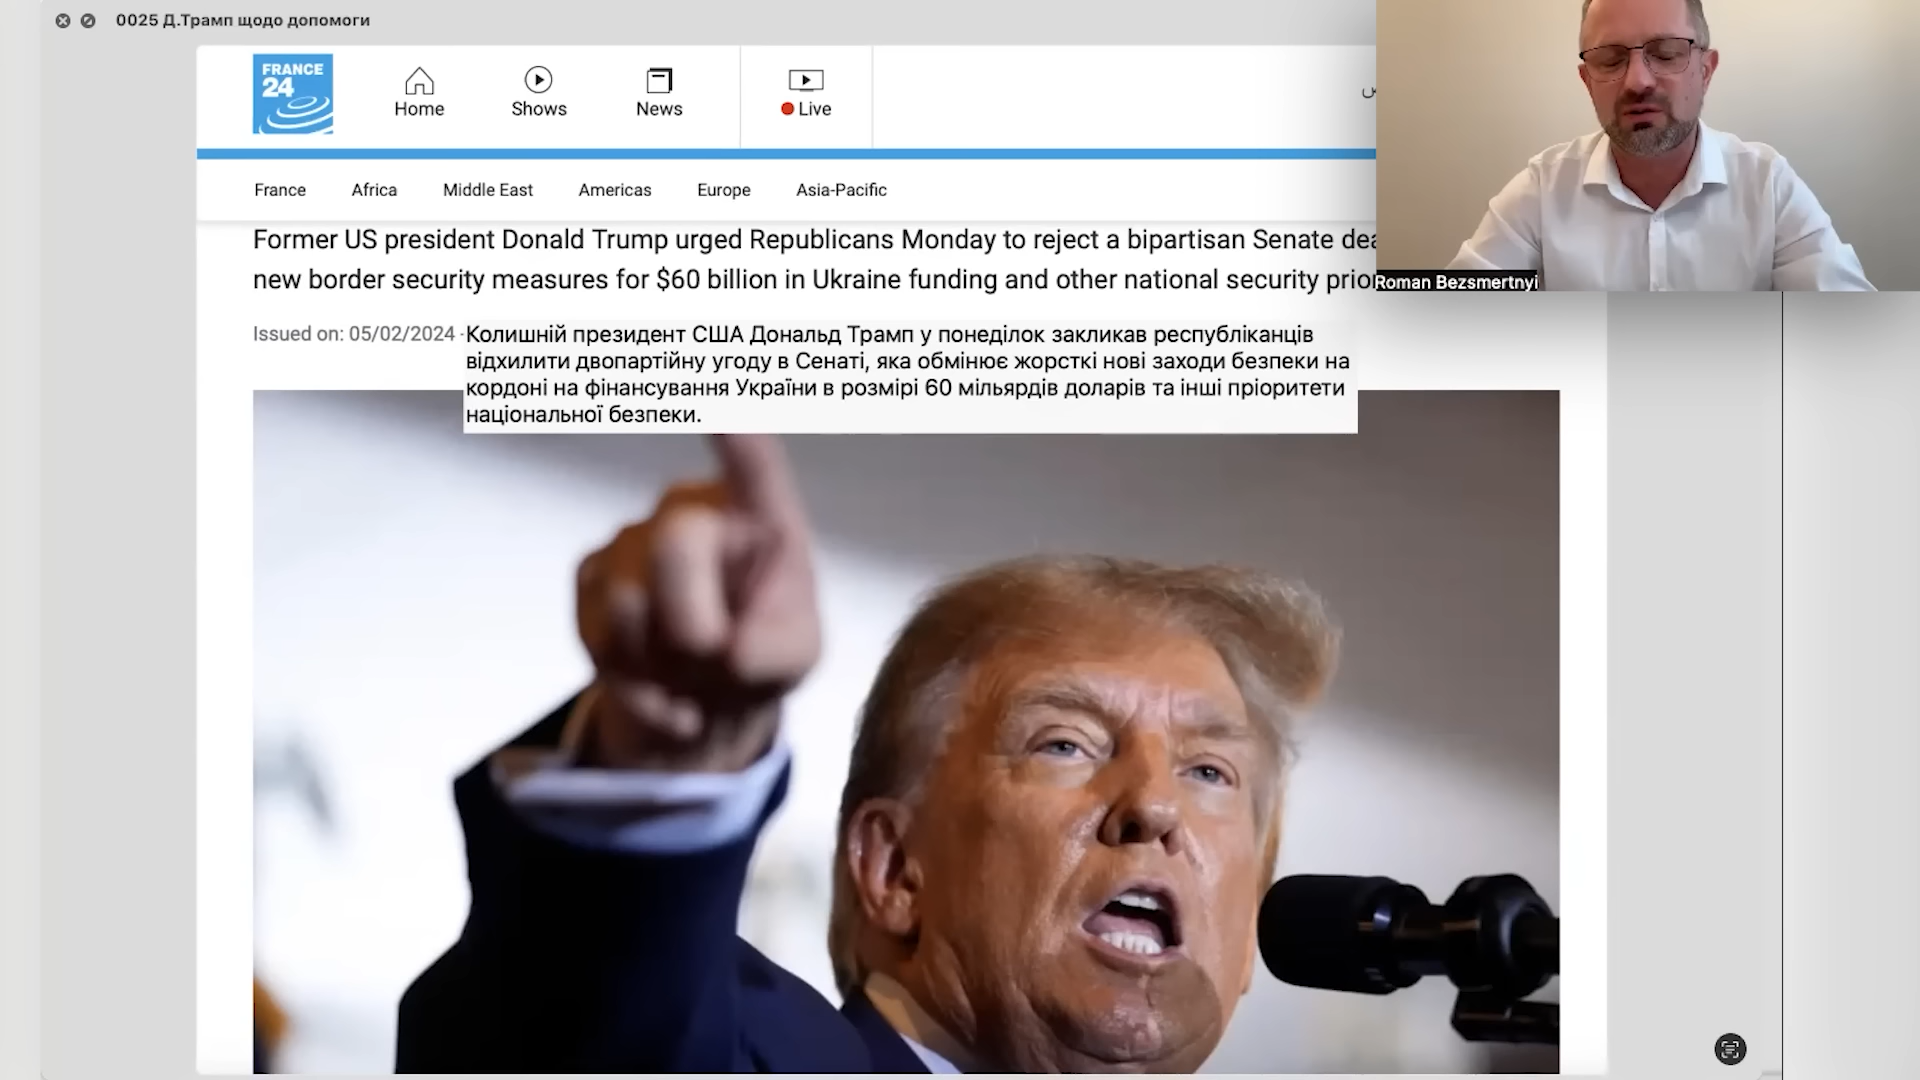 0025 Д.Трамп щодо допомоги
FRANCE
24
Home
Shows
News
Live
France
Africa
Middle East
Americas
Europe
Asia-Pacific
Former US president Donald Trump urged Republicans Monday to reject a bipartisan Senate
new border security measures for $60 billion in Ukraine funding and other national security
Roman Bezsmertnyi
Issued on: 05/02/2024
Колишній президент США Дональд Трамп у понеділок закликав республіканців
відхилити двопартійну угоду в Сенаті, яка обмінює жорсткі нові заходи безпеки на
кордоні на фінансування України в розмірі 60 мільярдів доларів та інші пріоритети
національної безпеки.